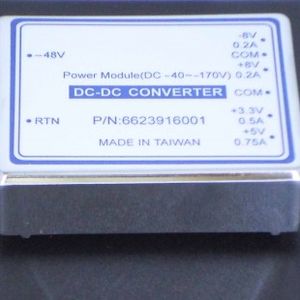 -8V
0.2A
-48V COM
+8V
Power Module(DC -40~-170V) 0.2A
DC-DC CONVERTER COM
+3.3V
RTN P/N:6623916001 0.5A
+5V
MADE IN TAIWAN 0.75A